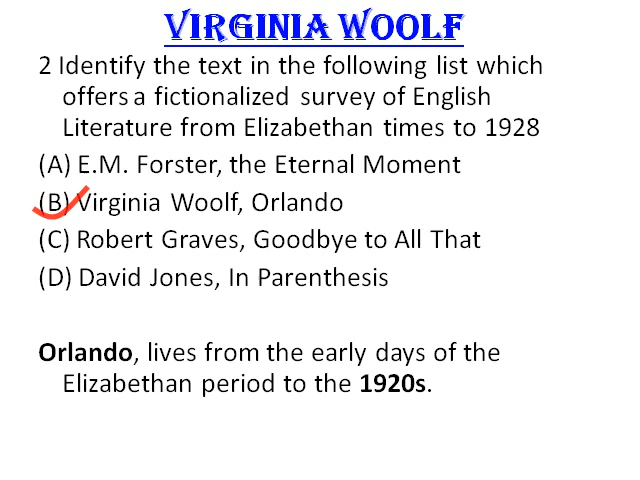 VIRGINIA WOOLF
2 Identify the text in the following list which
offers a fictionalized survey of English
Literature from Elizabethan times to 1928
(A) E.M. Forster, the Eternal Moment
(B) Virginia Woolf, Orlando
(C) Robert Graves, Goodbye to All That
(D) David Jones, In Parenthesis
Orlando, lives from the early days of the
Elizabethan period to the 1920s.